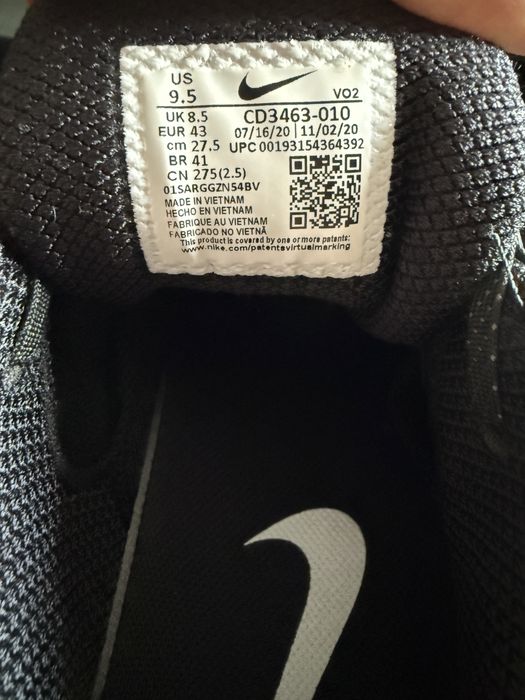 US
9.5
VO2
UK 8.5
CD3463-010
EUR 43
07/16/20 | 11/02/20
cm 27.5
UPC 00193154364392
BR 41
CN 275(2.5)
01SARGGZN54BV
MADE IN VIETNAM
HECHO EN VIETNAM
FABRIQUE AU VIETNAM
FABRICADO NO VIETNÃ
This product is covered by one or more patents:
www.nike.com/patentsvirtualmarking